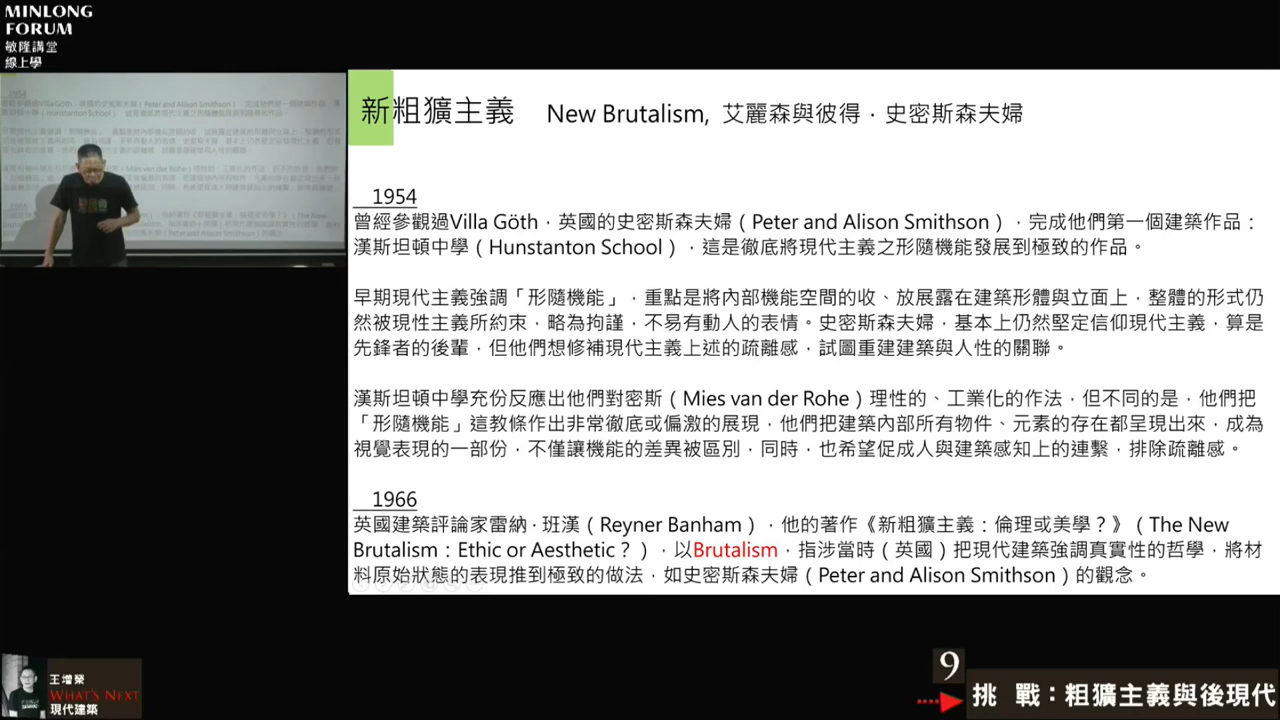 MINLONG
FORUM
敏隆講堂
線上學
新粗獷主義 New Brutalism, 艾麗森與彼得．史密斯森夫婦
1954
曾經參觀過Villa Göth，英國的史密斯森夫婦（Peter and Alison Smithson），完成他們第一個建築作品：
漢斯坦頓中學（Hunstanton School），這是徹底將現代主義之形隨機能發展到極致的作品。
早期現代主義強調「形隨機能」，重點是將內部機能空間的收、放展露在建築形體與立面上，整體的形式仍
然被現性主義所約束，略為拘謹，不易有動人的表情。史密斯森夫婦，基本上仍然堅定信仰現代主義，算是
先鋒者的後輩，但他們想修補現代主義上述的疏離感，試圖重建建築與人性的關聯。
漢斯坦頓中學充份反應出他們對密斯（Mies van der Rohe）理性的、工業化的作法，但不同的是，他們把
「形隨機能」這教條作出非常徹底或偏激的展現，他們把建築內部所有物件、元素的存在都呈現出來，成為
視覺表現的一部份，不僅讓機能的差異被區別，同時，也希望促成人與建築感知上的連繫，排除疏離感。
1966
英國建築評論家雷納·班漢（Reyner Banham），他的著作《新粗獷主義：倫理或美學？》（The New
Brutalism：Ethic or Aesthetic？），以Brutalism，指涉當時（英國）把現代建築強調真實性的哲學，將材
料原始狀態的表現推到極致的做法，如史密斯森夫婦（Peter and Alison Smithson）的觀念。
王增榮
WHAT'S NEXT
現代建築
9
挑 戰：粗獷主義與後現代